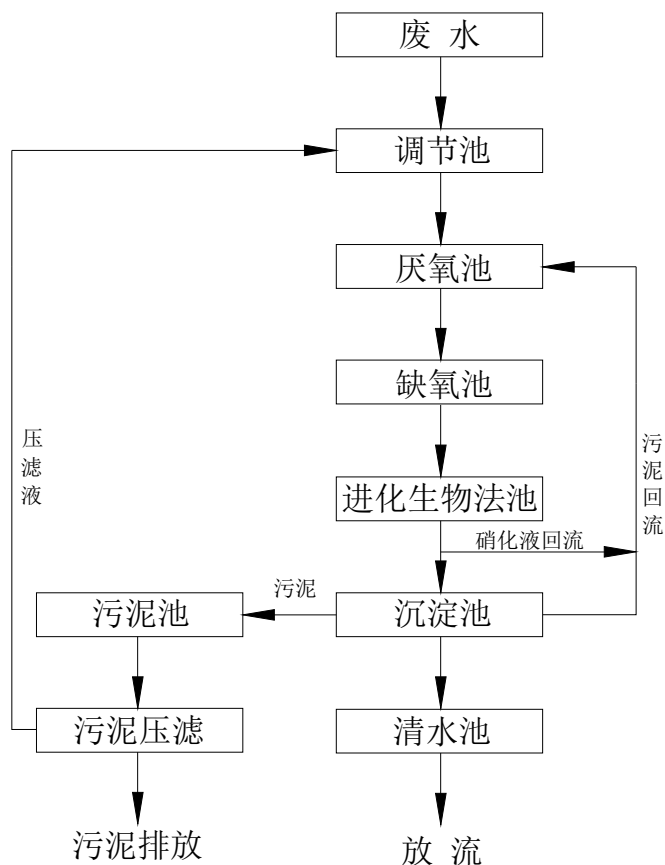 废 水
调节池
厌氧池
缺氧池
压滤液
污泥回流
进化生物法池
硝化液回流
污泥
污泥池
沉淀池
污泥压滤
清水池
污泥排放
放 流